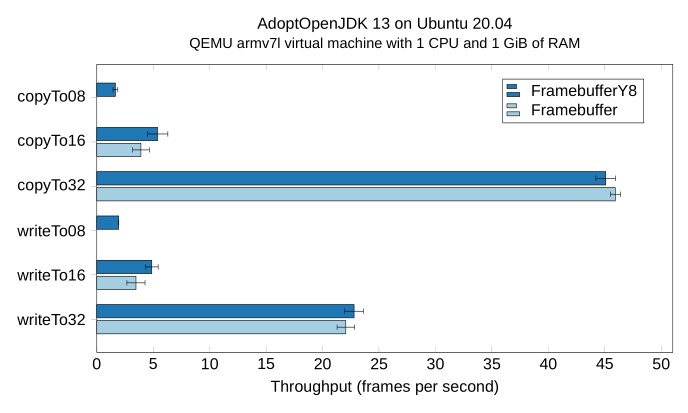 AdoptOpenJDK 13 on Ubuntu 20.04
QEMU armv7l virtual machine with 1 CPU and 1 GiB of RAM
FramebufferY8
Framebuffer
copyTo08
copyTo16
copyTo32
writeTo08
writeTo16
writeTo32
0 5 10 15 20 25 30 35 40 45 50
Throughput (frames per second)